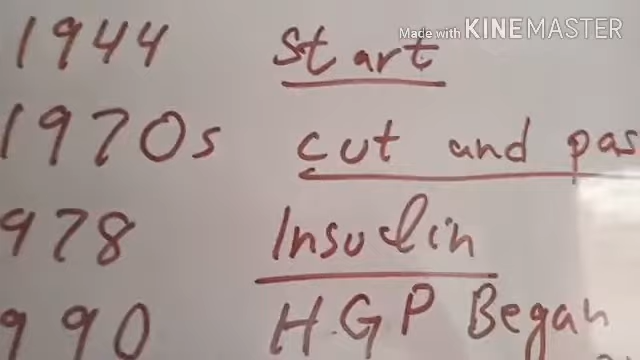 Made with KINEMASTER
1944 Start
1970s cut and pas
978 Insulin
990 H.G.P Began